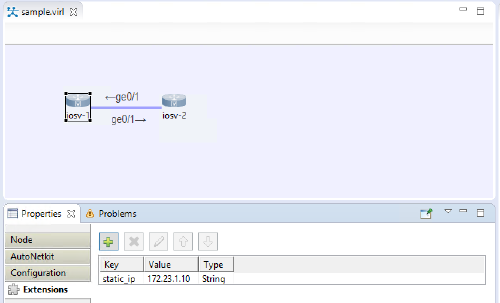 sample.virl
←ge0/1
iosv-1
iosv-2
ge0/1→
Properties
Problems
Node
AutoNetkit
Configuration
Extensions
Key Value Type
static_ip 172.23.1.10 String